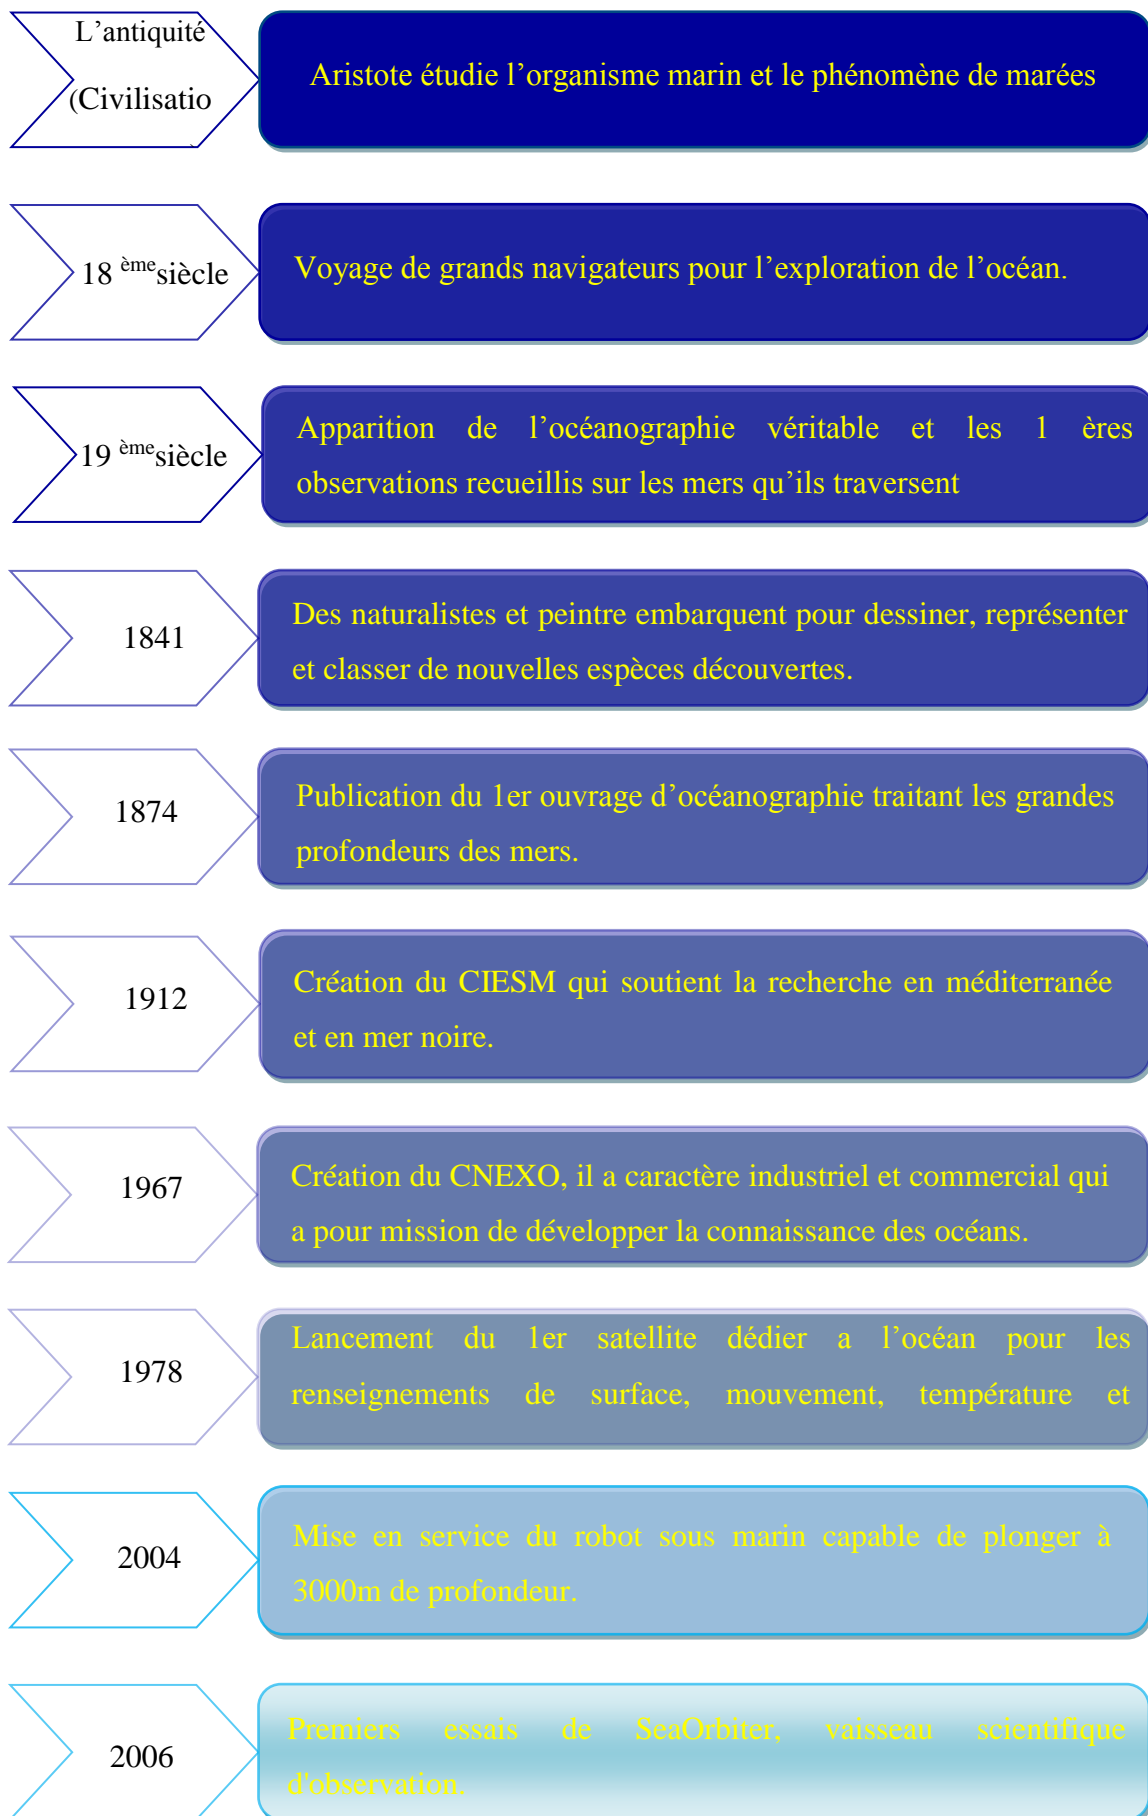 L’antiquité
(Civilisatio
Aristote étudie l’organisme marin et le phénomène de marées
18 ème siècle
Voyage de grands navigateurs pour l’exploration de l’océan.
19 ème siècle
Apparition de l’océanographie véritable et les 1 ères
observations recueillis sur les mers qu’ils traversent
1841
Des naturalistes et peintre embarquent pour dessiner, représenter
et classer de nouvelles espèces découvertes.
1874
Publication du 1er ouvrage d’océanographie traitant les grandes
profondeurs des mers.
1912
Création du CIESM qui soutient la recherche en méditerranée
et en mer noire.
1967
Création du CNEXO, il a caractère industriel et commercial qui
a pour mission de développer la connaissance des océans.
1978
Lancement du 1er satellite dédier a l’océan pour les
renseignements de surface, mouvement, température et
2004
Mise en service du robot sous marin capable de plonger à
3000m de profondeur.
2006
Premiers essais de SeaOrbiter, vaisseau scientifique
d'observation.